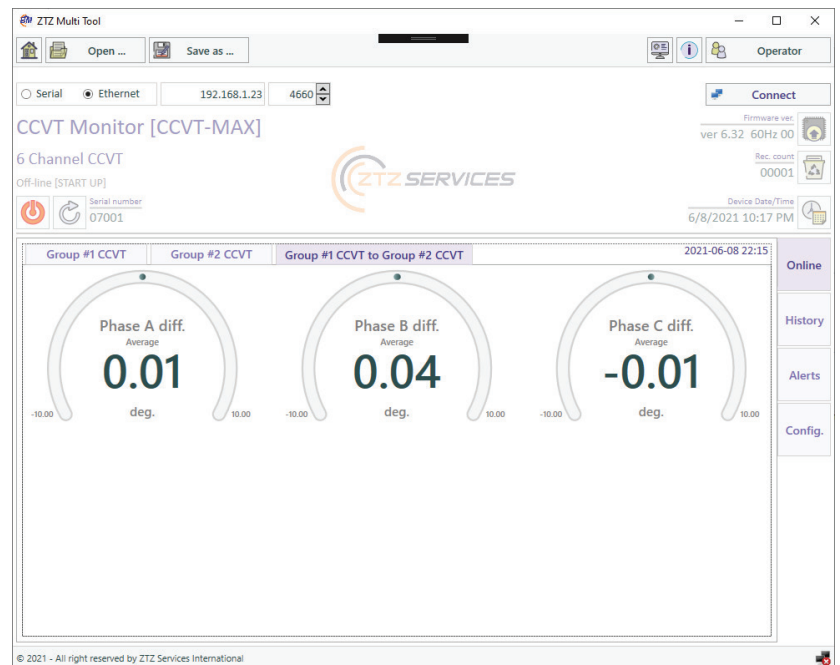 ZTZ Multi Tool
Open ...
Save as ...
Operator
Serial
Ethernet
192.168.1.23
4660
Connect
CCVT Monitor [CCVT-MAX]
Firmware ver.
ver 6.32 60Hz 00
6 Channel CCVT
Rec. count
00001
Off-line [START UP]
ZTZ SERVICES
Serial number
07001
Device Date/Time
6/8/2021 10:17 PM
Group #1 CCVT
Group #2 CCVT
Group #1 CCVT to Group #2 CCVT
2021-06-08 22:15
Online
History
Alerts
Config.
Phase A diff.
Average
0.01
deg.
-10.00
10.00
Phase B diff.
Average
0.04
deg.
-10.00
10.00
Phase C diff.
Average
-0.01
deg.
-10.00
10.00
© 2021 - All right reserved by ZTZ Services International